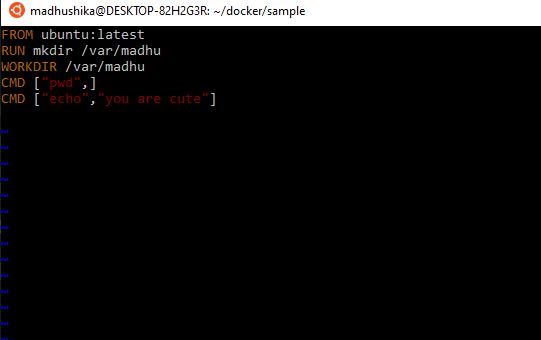 madhushika@DESKTOP-82H2G3R: ~/docker/sample
FROM ubuntu:latest
RUN mkdir /var/madhu
WORKDIR /var/madhu
CMD ["pwd",]
CMD ["echo","you are cute"]
~
~
~
~
~
~
~
~
~
~
~
~
~
~